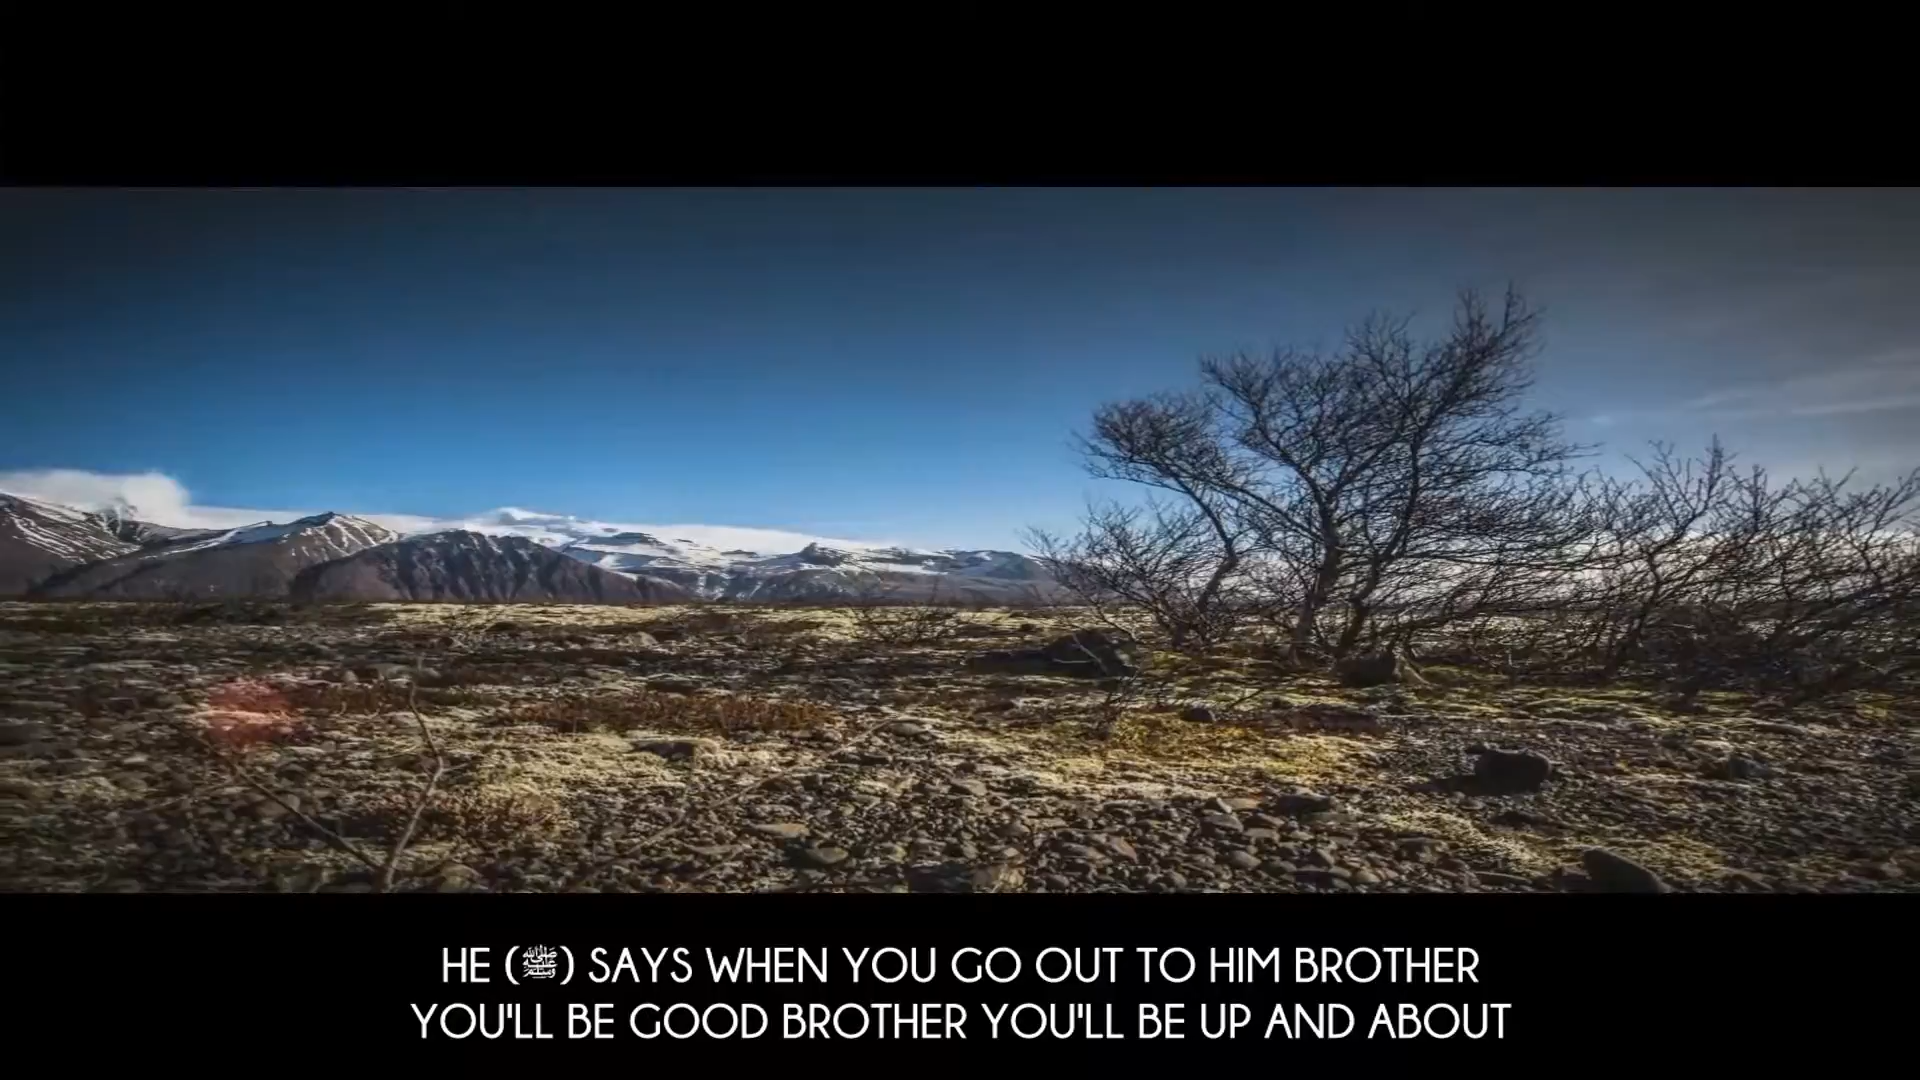 HE (ﷺ) SAYS WHEN YOU GO OUT TO HIM BROTHER
YOU'LL BE GOOD BROTHER YOU'LL BE UP AND ABOUT